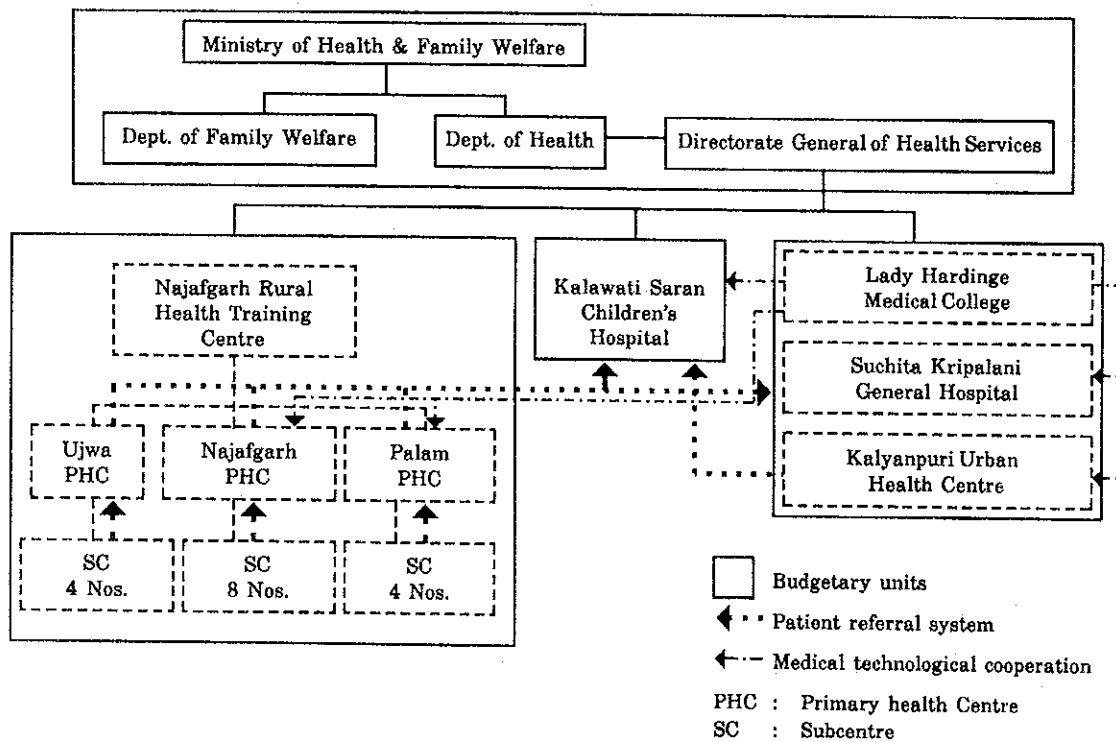 Ministry of Health & Family Welfare
Dept. of Family Welfare
Dept. of Health
Directorate General of Health Services
Najafgarh Rural
Health Training
Centre
Kalawati Saran
Children's
Hospital
Lady Hardinge
Medical College
Suchita Kripalani
General Hospital
Kalyanpuri Urban
Health Centre
Ujwa
PHC
Najafgarh
PHC
Palam
PHC
SC
4 Nos.
SC
8 Nos.
SC
4 Nos.
Budgetary units
Patient referral system
Medical technological cooperation
PHC : Primary health Centre
SC : Subcentre